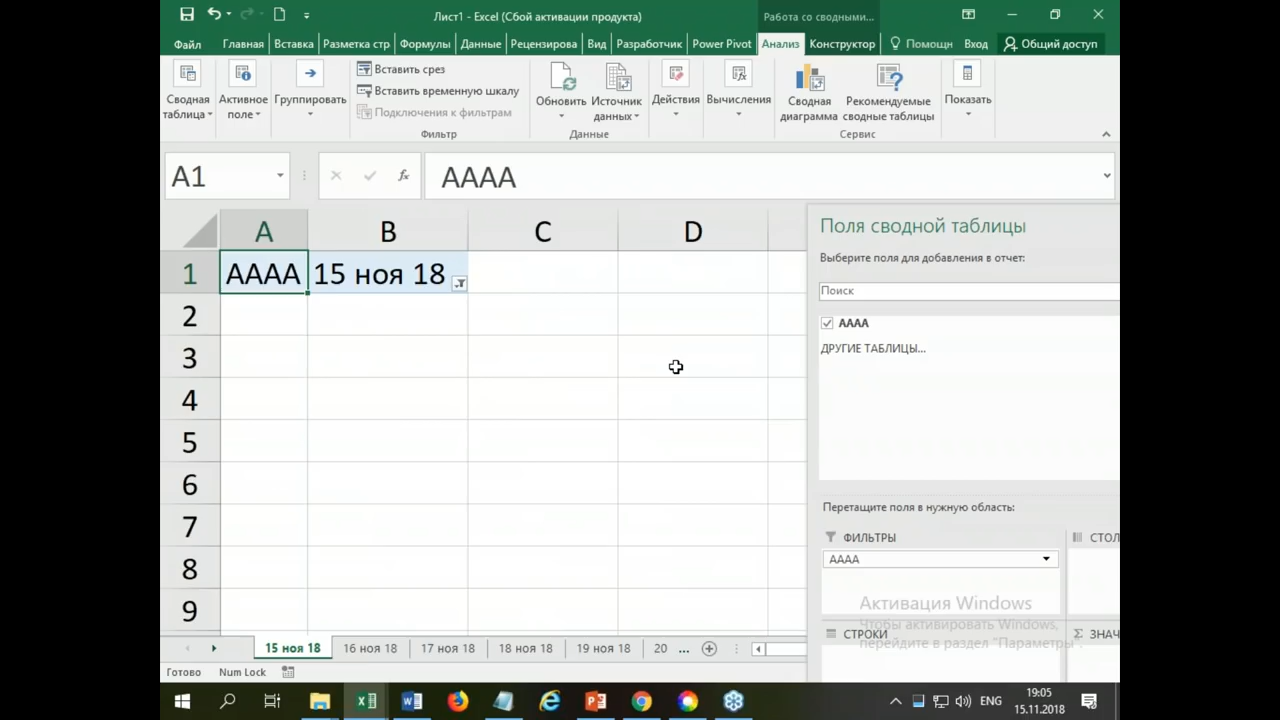 Лист1 - Excel (Сбой активации продукта)
Работа со сводными...
Файл Главная Вставка Разметка стр Формулы Данные Рецензирова Вид Разработчик Power Pivot Анализ Конструктор Помощн Вход Общий доступ
Сводная таблица
Активное поле
Группировать
Вставить срез
Вставить временную шкалу
Подключения к фильтрам
Фильтр
Обновить
Источник данных
Данные
Действия
Вычисления
Сводная диаграмма
Рекомендуемые сводные таблицы
Сервис
Показать
A1 fx АААА
A B C D
1 АААА 15 ноя 18
2
3
4
5
6
7
8
9
Поля сводной таблицы
Выберите поля для добавления в отчет:
Поиск
АААА
ДРУГИЕ ТАБЛИЦЫ...
Перетащите поля в нужную область:
ФИЛЬТРЫ СТОЛ
АААА
Активация Windows
Чтобы активировать Windows,
перейдите в раздел "Параметры".
СТРОКИ Σ ЗНАЧ
15 ноя 18 16 ноя 18 17 ноя 18 18 ноя 18 19 ноя 18 20 ...
Готово Num Lock
ENG
19:05
15.11.2018